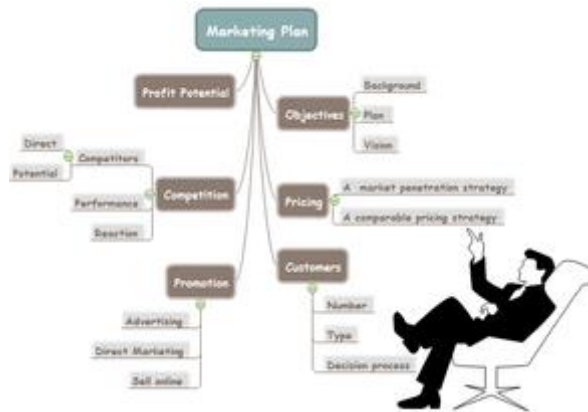 Marketing Plan
Profit Potential
Objectives
Background
Plan
Vision
Competition
Competitors
Direct
Potential
Performance
Reaction
Pricing
A market penetration strategy
A comparable pricing strategy
Promotion
Advertising
Direct Marketing
Sell online
Customers
Number
Type
Decision process